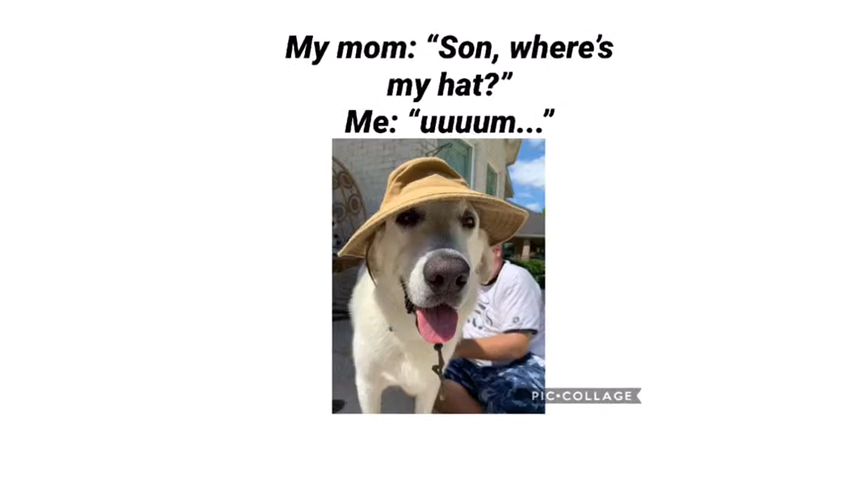 My mom: “Son, where’s
my hat?”
Me: “uuuum...”
PIC•COLLAGE